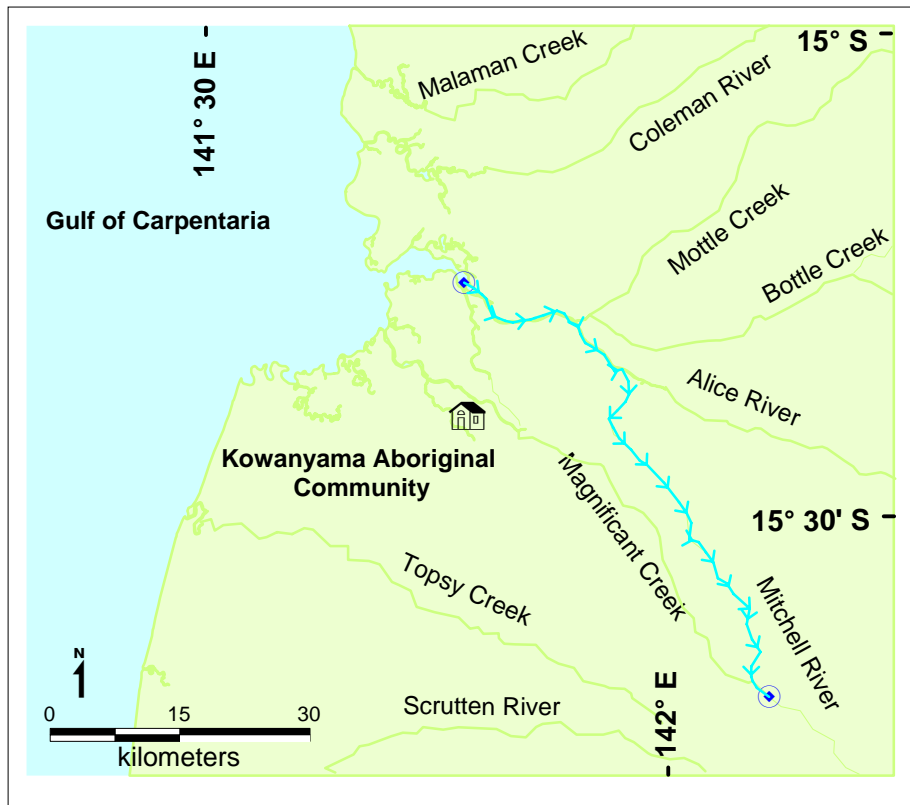 15° S
141° 30 E
Malaman Creek
Coleman River
Gulf of Carpentaria
Mottle Creek
Bottle Creek
Alice River
Kowanyama Aboriginal
Community
Magnificant Creek
15° 30' S
Topsy Creek
Mitchell River
N
Scrutten River
142° E
0 15 30
kilometers